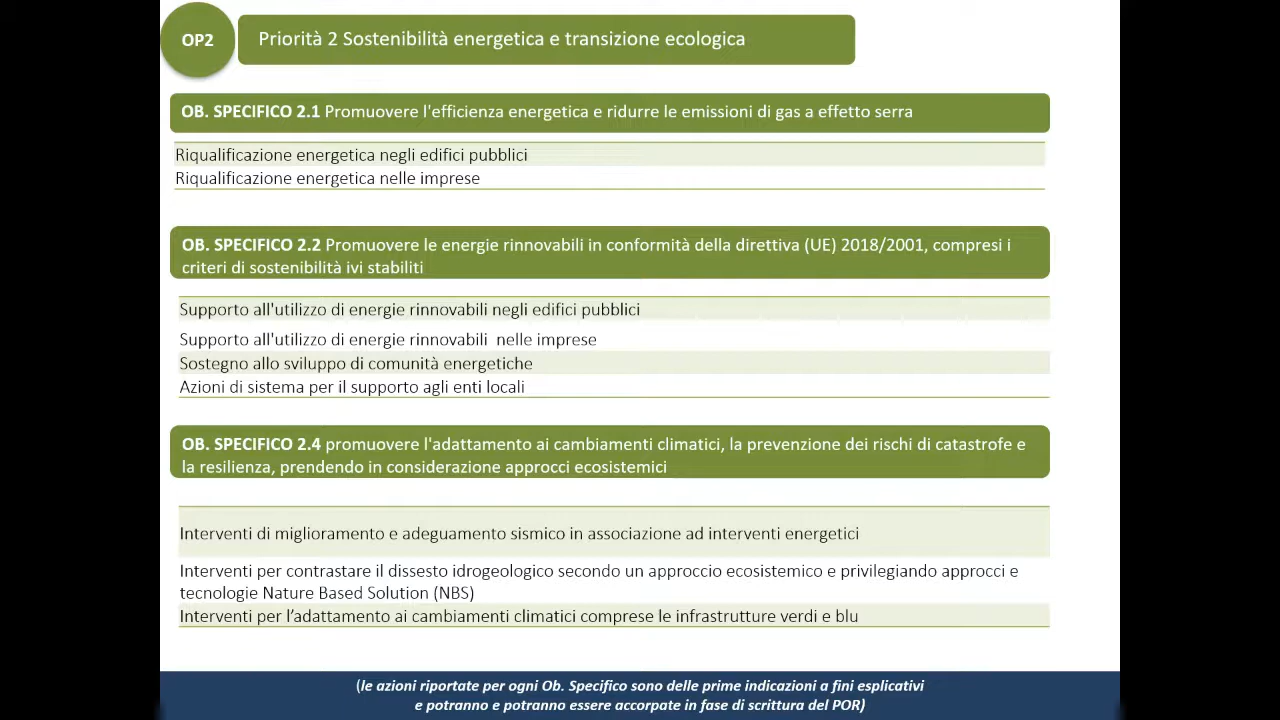 OP2
Priorità 2 Sostenibilità energetica e transizione ecologica
OB. SPECIFICO 2.1 Promuovere l'efficienza energetica e ridurre le emissioni di gas a effetto serra
Riqualificazione energetica negli edifici pubblici
Riqualificazione energetica nelle imprese
OB. SPECIFICO 2.2 Promuovere le energie rinnovabili in conformità della direttiva (UE) 2018/2001, compresi i
criteri di sostenibilità ivi stabiliti
Supporto all'utilizzo di energie rinnovabili negli edifici pubblici
Supporto all'utilizzo di energie rinnovabili  nelle imprese
Sostegno allo sviluppo di comunità energetiche
Azioni di sistema per il supporto agli enti locali
OB. SPECIFICO 2.4 promuovere l'adattamento ai cambiamenti climatici, la prevenzione dei rischi di catastrofe e
la resilienza, prendendo in considerazione approcci ecosistemici
Interventi di miglioramento e adeguamento sismico in associazione ad interventi energetici
Interventi per contrastare il dissesto idrogeologico secondo un approccio ecosistemico e privilegiando approcci e
tecnologie Nature Based Solution (NBS)
Interventi per l’adattamento ai cambiamenti climatici comprese le infrastrutture verdi e blu
(le azioni riportate per ogni Ob. Specifico sono delle prime indicazioni a fini esplicativi
e potranno e potranno essere accorpate in fase di scrittura del POR)